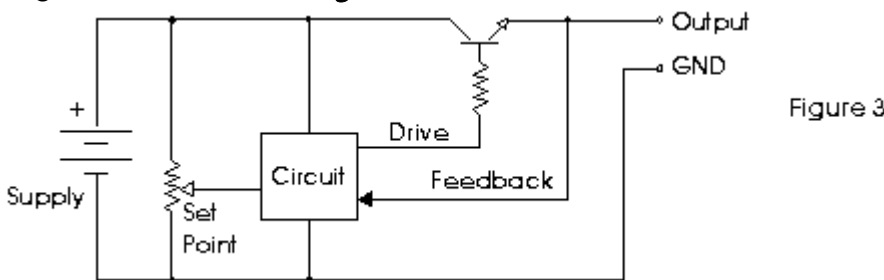 Output
GND
Figure 3
+
Drive
Circuit
Feedback
Supply
Set
Point